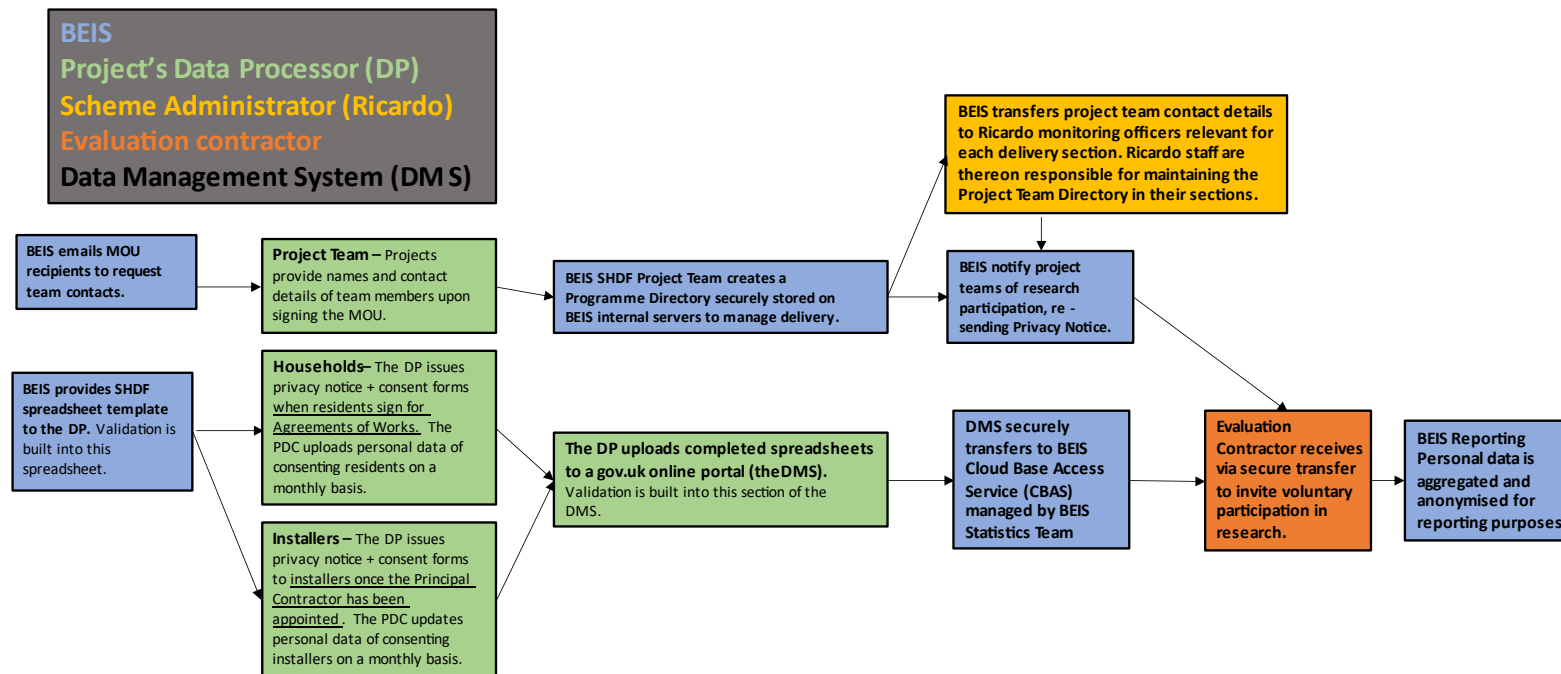 BEIS
Project's Data Processor (DP)
Scheme Administrator (Ricardo)
Evaluation contractor
Data Management System (DMS)
BEIS transfers project team contact details
to Ricardo monitoring officers relevant for
each delivery section. Ricardo staff are
thereon responsible for maintaining the
Project Team Directory in their sections.
BEIS emails MOU
recipients to request
team contacts.
Project Team – Projects
provide names and contact
details of team members upon
signing the MOU.
BEIS SHDF Project Team creates a
Programme Directory securely stored on
BEIS internal servers to manage delivery.
BEIS notify project
teams of research
participation, re -
sending Privacy Notice.
BEIS provides SHDF
spreadsheet template
to the DP. Validation is
built into this
spreadsheet.
Households– The DP issues
privacy notice + consent forms
when residents sign for
Agreements of Works. The
PDC uploads personal data of
consenting residents on a
monthly basis.
Installers – The DP issues
privacy notice + consent forms
to installers once the Principal
Contractor has been
appointed . The PDC updates
personal data of consenting
installers on a monthly basis.
The DP uploads completed spreadsheets
to a gov.uk online portal (theDMS).
Validation is built into this section of the
DMS.
DMS securely
transfers to BEIS
Cloud Base Access
Service (CBAS)
managed by BEIS
Statistics Team
Evaluation
Contractor receives
via secure transfer
to invite voluntary
participation in
research.
BEIS Reporting
Personal data is
aggregated and
anonymised for
reporting purposes